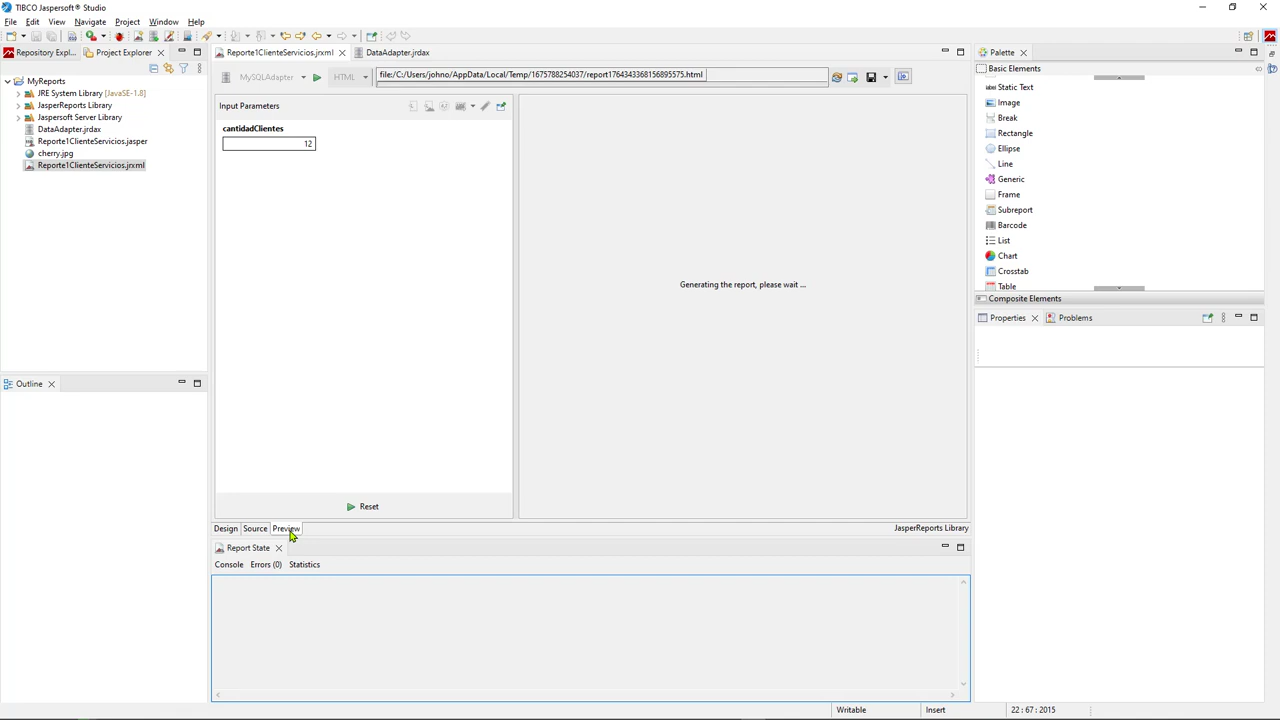 TIBCO Jaspersoft® Studio
File Edit View Navigate Project Window Help
Repository Expl... Project Explorer
Reporte1ClienteServicios.jrxml DataAdapter.jrdax
Palette
MyReports
JRE System Library [JavaSE-1.8]
JasperReports Library
Jaspersoft Server Library
DataAdapter.jrdax
Reporte1ClienteServicios.jasper
cherry.jpg
Reporte1ClienteServicios.jrxml
Outline
MySQLAdapter HTML file:/C:/Users/johno/AppData/Local/Temp/1675788254037/report1764343368156895575.html
Input Parameters
cantidadClientes
12
Generating the report, please wait ...
Reset
Design Source Preview
JasperReports Library
Report State
Console Errors (0) Statistics
Basic Elements
Static Text
Image
Break
Rectangle
Ellipse
Line
Generic
Frame
Subreport
Barcode
List
Chart
Crosstab
Table
Composite Elements
Properties Problems
Writable Insert 22 : 67 : 2015